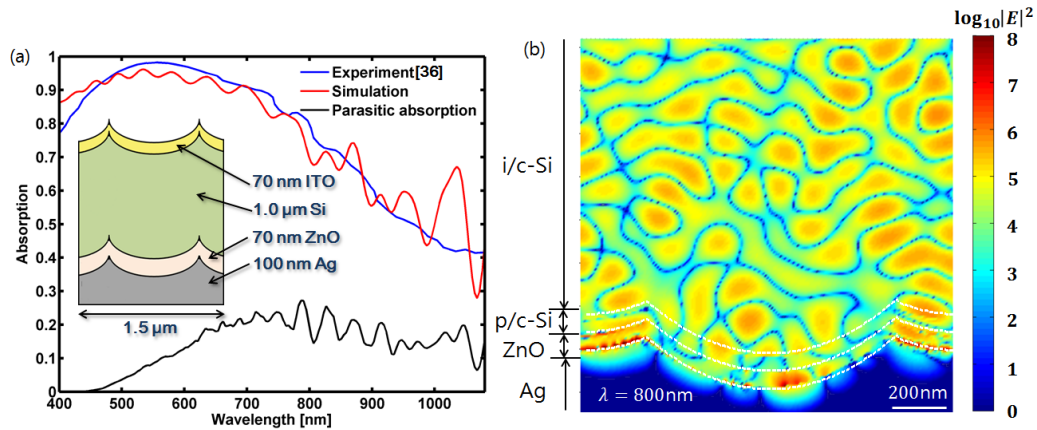 (a)
1
0.9
0.8
0.7
0.6
0.5
0.4
0.3
0.2
0.1
0
Absorption
400
500
600
700
800
900
1000
Wavelength [nm]
Experiment[36]
Simulation
Parasitic absorption
70 nm ITO
1.0 μm Si
70 nm ZnO
100 nm Ag
1.5 μm
(b)
i/c-Si
p/c-Si
ZnO
Ag
λ = 800nm
200nm
log₁₀|E|²
8
7
6
5
4
3
2
1
0